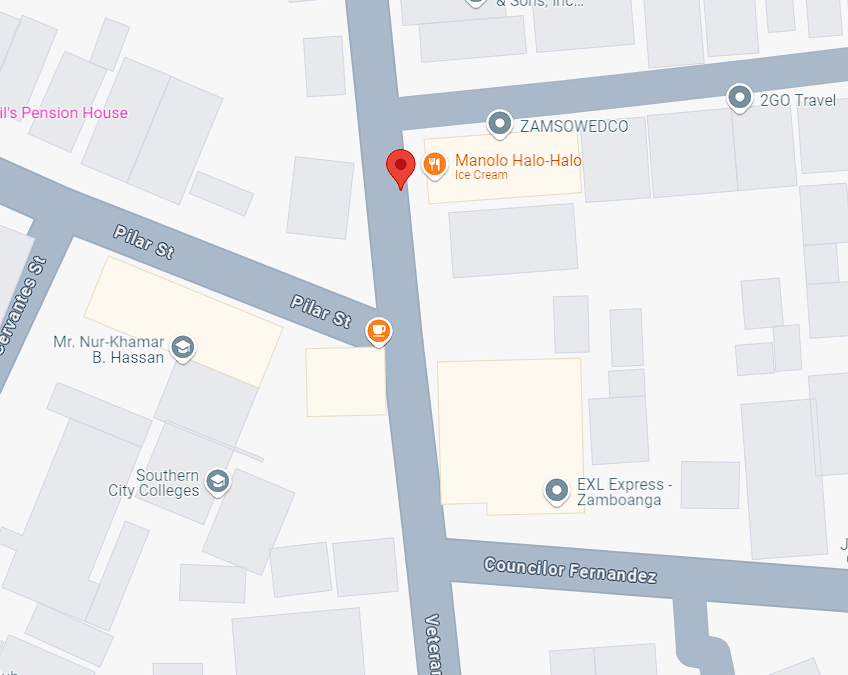 & Sons, Inc...
2GO Travel
il's Pension House
ZAMSOWEDCO
Manolo Halo-Halo
Ice Cream
Pilar St
Pilar St
Cervantes St
Mr. Nur-Khamar
B. Hassan
Southern
City Colleges
EXL Express -
Zamboanga
Councilor Fernandez
Veteran